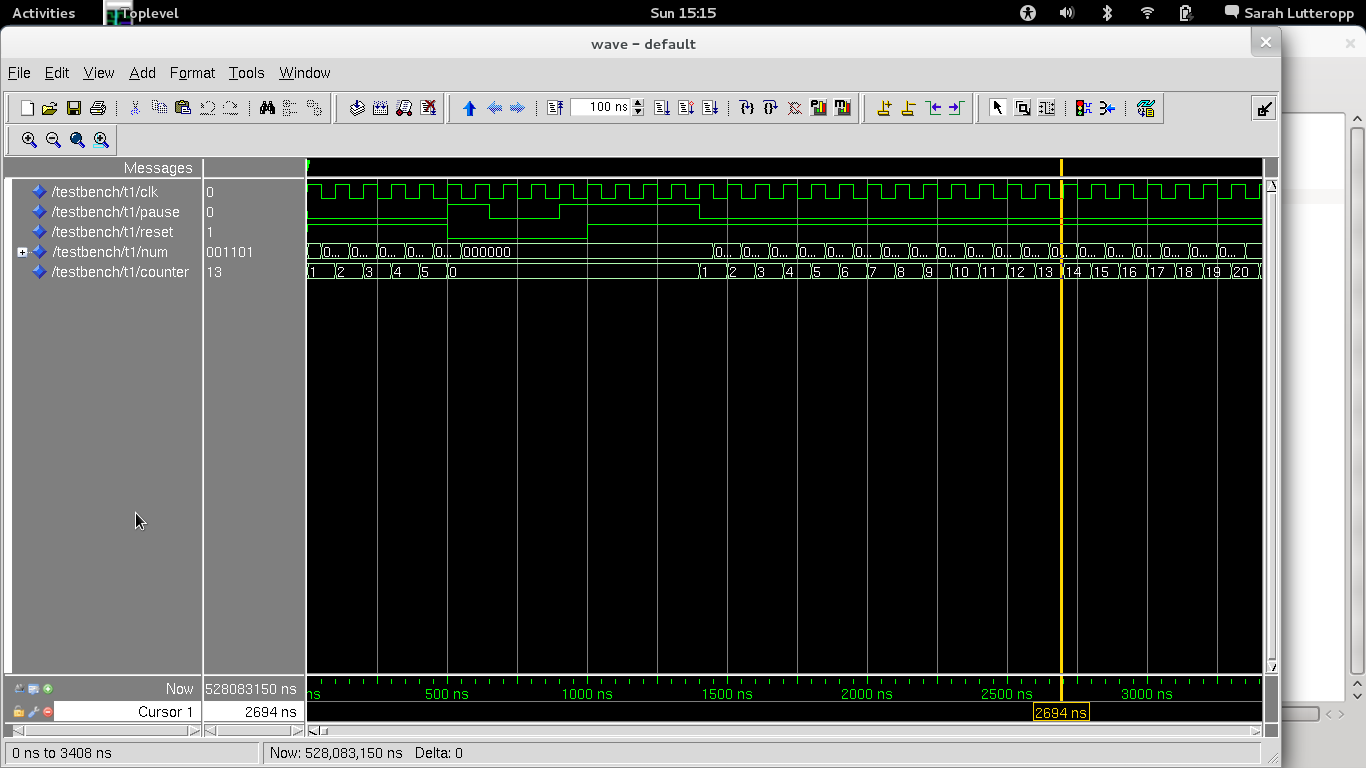 Activities Toplevel Sun 15:15 Sarah Lutteropp
wave - default
File Edit View Add Format Tools Window
100 ns
Messages
/testbench/t1/clk 0
/testbench/t1/pause 0
/testbench/t1/reset 1
/testbench/t1/num 001101 0... 0... 0... 0... 0... 000000 0... 0... 0... 0... 0... 0... 0... 0... 0... 0... 0... 0... 0... 0... 0... 0... 0... 0... 0...
/testbench/t1/counter 13 1 2 3 4 5 0 1 2 3 4 5 6 7 8 9 10 11 12 13 14 15 16 17 18 19 20
Now 528083150 ns ns 500 ns 1000 ns 1500 ns 2000 ns 2500 ns 3000 ns
Cursor 1 2694 ns 2694 ns
0 ns to 3408 ns Now: 528,083,150 ns Delta: 0